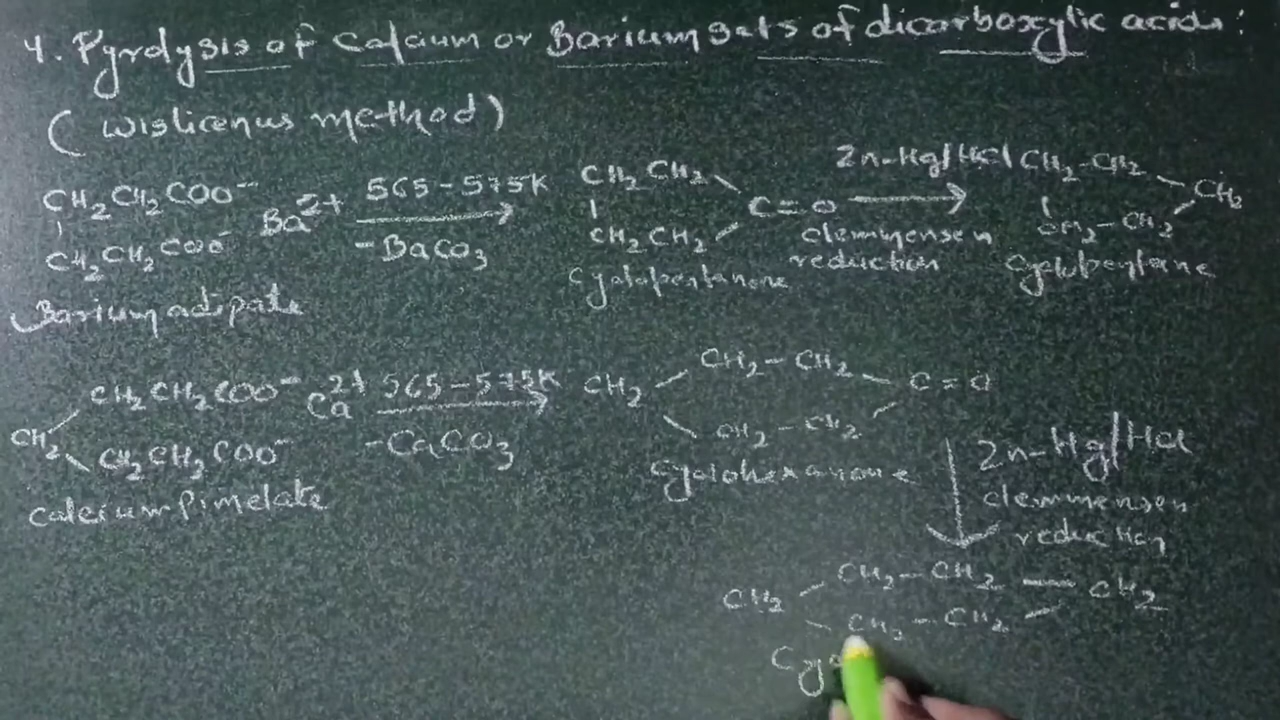 4. Pyrolysis of Calcium or Barium salts of dicarboxylic acids:
(Wislicenus method)
CH2CH2COO- Ba2+ 565-575K CH2CH2 C=O Zn-Hg/HCl CH2-CH2 CH2
CH2CH2COO- -BaCO3 CH2CH2 Clemmensen reduction CH2-CH2
Barium adipate Cyclopentanone Cyclopentane
CH2 CH2CH2COO- Ca2+ 565-575K CH2 CH2-CH2 C=O
CH2CH2COO- -CaCO3 CH2-CH2
Calcium Pimelate Cyclohexanone
Zn-Hg/HCl
Clemmensen
reduction
CH2 CH2-CH2-CH2
CH2-CH2
Cyc